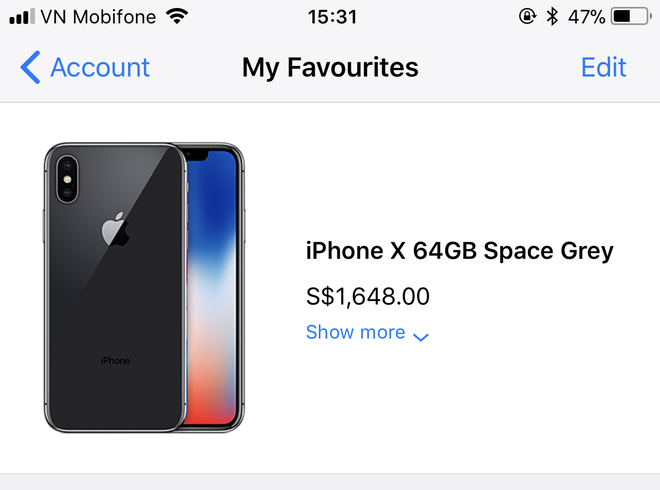 VN Mobifone 15:31 47%
Account My Favourites Edit
iPhone X 64GB Space Grey
S$1,648.00
Show more
iPhone